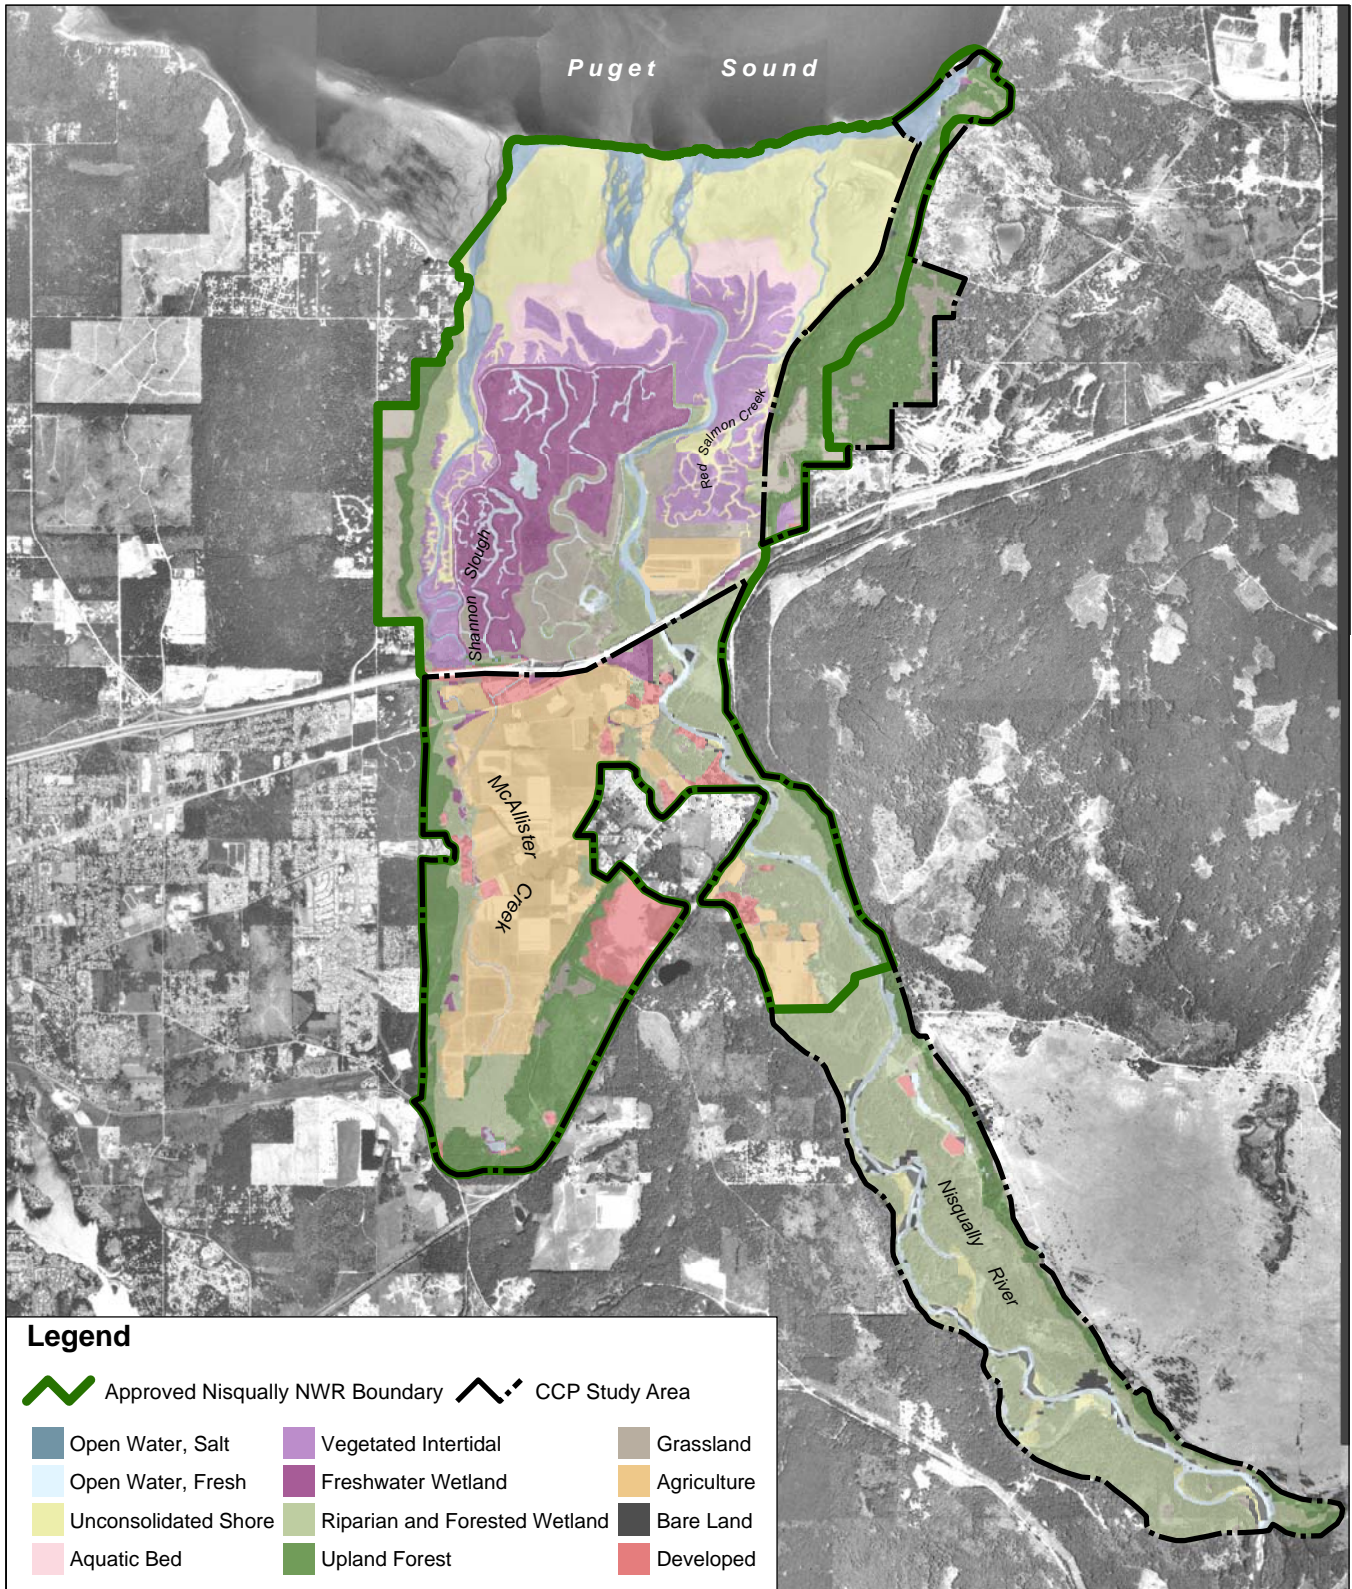 Puget Sound
Red Salmon Creek
Shannon Slough
McAllister Creek
Nisqually River
Legend
Approved Nisqually NWR Boundary
CCP Study Area
Open Water, Salt
Vegetated Intertidal
Grassland
Open Water, Fresh
Freshwater Wetland
Agriculture
Unconsolidated Shore
Riparian and Forested Wetland
Bare Land
Aquatic Bed
Upland Forest
Developed